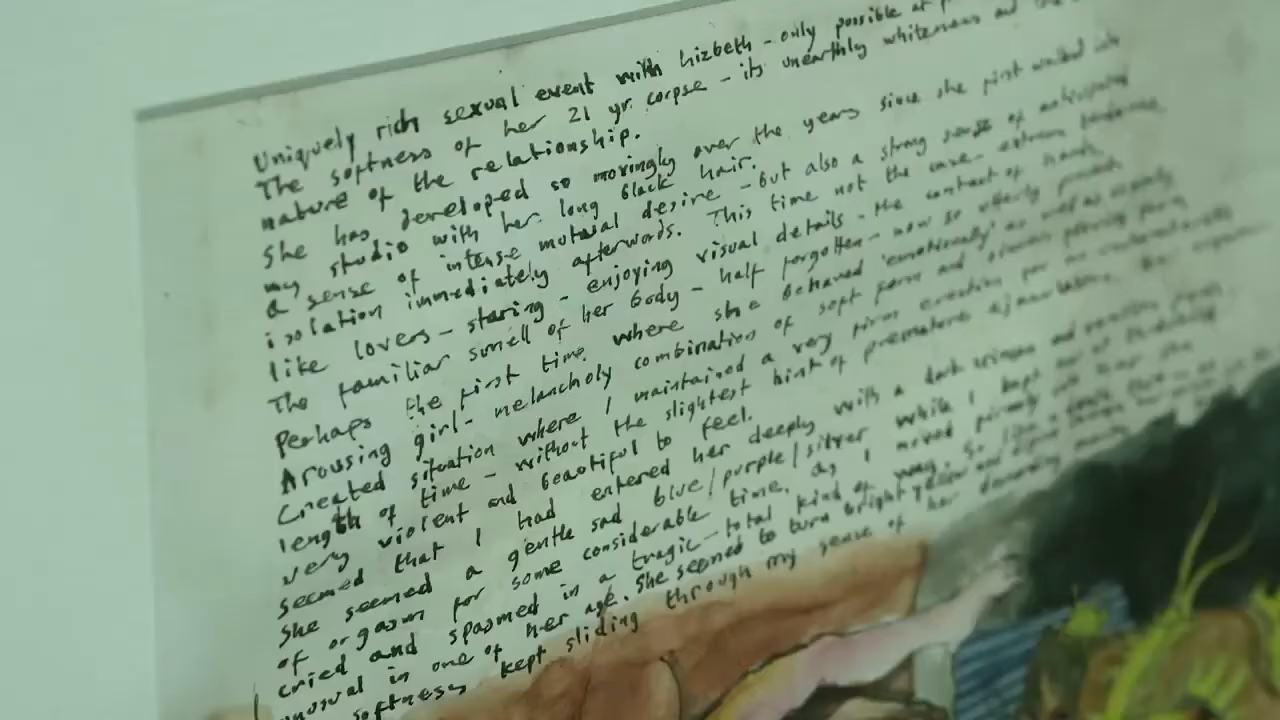 Uniquely rich sexual event with Lizbeth - only possible at
The softness of her 21 yr. corpse - its unearthly whiteness and the
nature of the relationship.
She has developed so movingly over the years since she first walked into
my studio with her long black hair.
a sense of intense mutual desire - but also a strong sense of anticipated
isolation immediately afterwords. This time not the case - extreme tenderness
like lovers - staring - enjoying visual details - the contact of hands,
The familiar smell of her body - half forgotten - now so utterly present
Perhaps the first time where she behaved 'emotionally' as well as
Arousing girl - melancholy combination of soft form and
Created situation where I maintained a very firm erection for an
length of time - without the slightest hint of premature ejaculation.
very violent and beautiful to feel.
seemed that I had entered her deeply with a dark crimson and
She seemed a gentle sad blue/purple/silver while I kept out of
of orgasm for some considerable time, as I moved
cried and spasmed in a tragic - total kind of way. So
unusual in one of her age. She seemed to turn bright yellow and
softness kept sliding through my sense of her